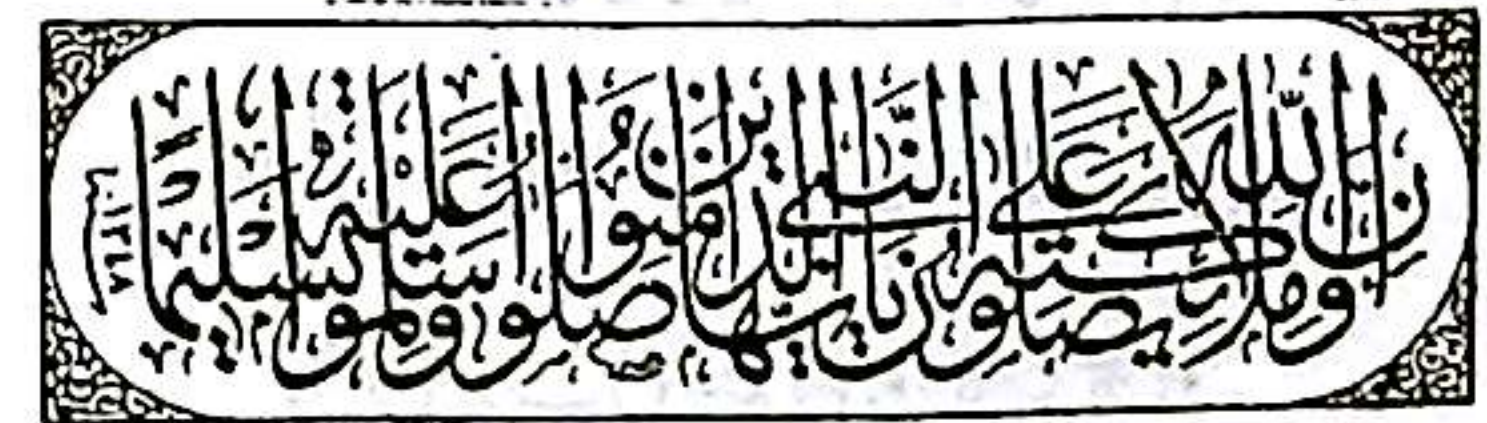 إن الله وملائكته يصلون على النبي يا أيها الذين آمنوا صلوا عليه وسلموا تسليما